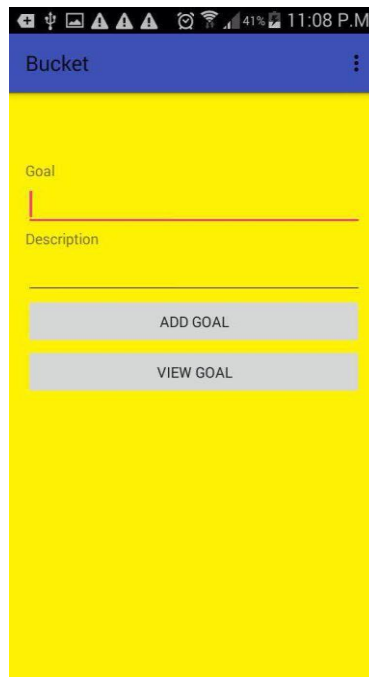 41% 11:08 P.M
Bucket
Goal
Description
ADD GOAL
VIEW GOAL